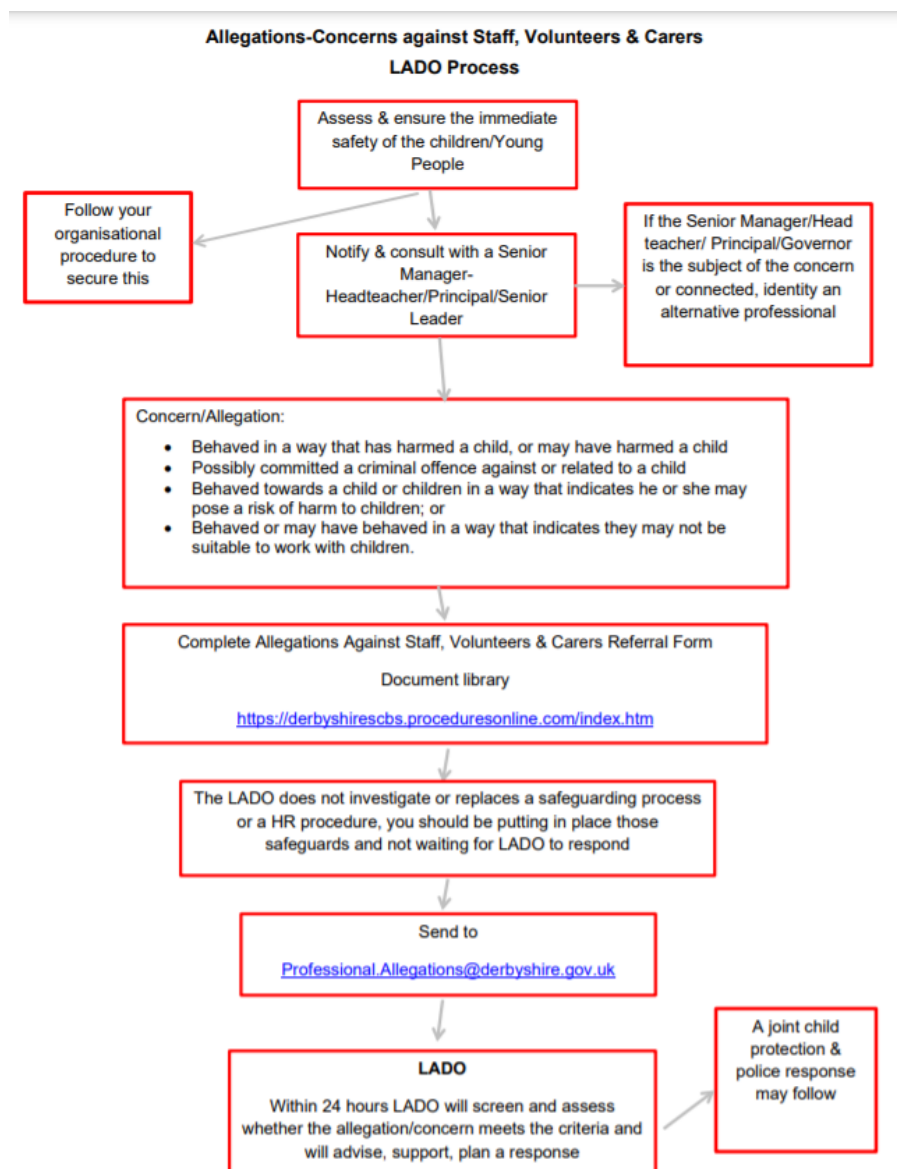 Allegations-Concerns against Staff, Volunteers & Carers
LADO Process
Assess & ensure the immediate
safety of the children/Young
People
Follow your
organisational
procedure to
secure this
Notify & consult with a Senior
Manager-
Headteacher/Principal/Senior
Leader
If the Senior Manager/Head
teacher/ Principal/Governor
is the subject of the concern
or connected, identity an
alternative professional
Concern/Allegation:
• Behaved in a way that has harmed a child, or may have harmed a child
• Possibly committed a criminal offence against or related to a child
• Behaved towards a child or children in a way that indicates he or she may
pose a risk of harm to children; or
• Behaved or may have behaved in a way that indicates they may not be
suitable to work with children.
Complete Allegations Against Staff, Volunteers & Carers Referral Form
Document library
https://derbyshirescbs.proceduresonline.com/index.htm
The LADO does not investigate or replaces a safeguarding process
or a HR procedure, you should be putting in place those
safeguards and not waiting for LADO to respond
Send to
Professional.Allegations@derbyshire.gov.uk
LADO
Within 24 hours LADO will screen and assess
whether the allegation/concern meets the criteria and
will advise, support, plan a response
A joint child
protection &
police response
may follow